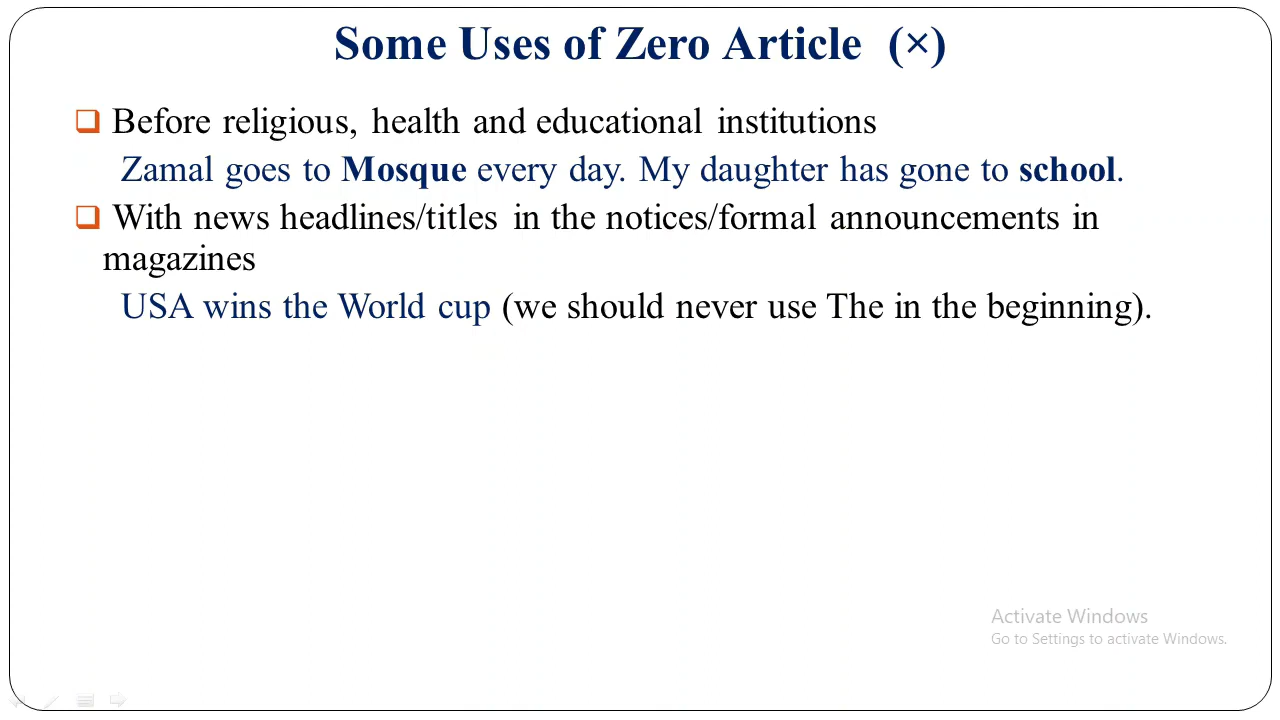 Some Uses of Zero Article (×)
Before religious, health and educational institutions
Zamal goes to Mosque every day. My daughter has gone to school.
With news headlines/titles in the notices/formal announcements in
magazines
USA wins the World cup (we should never use The in the beginning).
Activate Windows
Go to Settings to activate Windows.